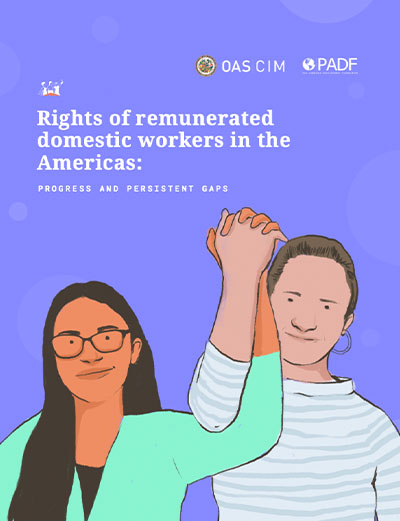 OAS CIM
PADF
Rights of remunerated
domestic workers in the
Americas:
PROGRESS AND PERSISTENT GAPS